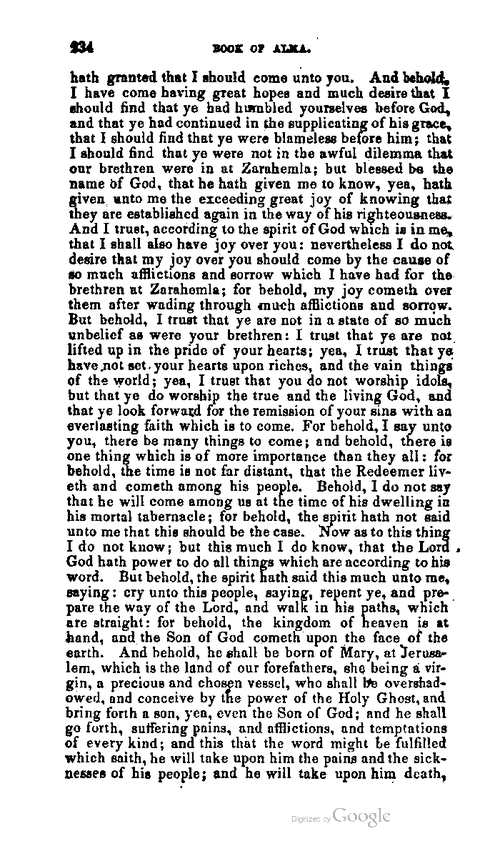 234 BOOK OF ALMA.
hath granted that I should come unto you. And behold,
I have come having great hopes and much desire that I
should find that ye had humbled yourselves before God,
and that ye had continued in the supplicating of his grace,
that I should find that ye were blameless before him; that
I should find that ye were not in the awful dilemma that
our brethren were in at Zarahemla; but blessed be the
name of God, that he hath given me to know, yea, hath
given unto me the exceeding great joy of knowing that
they are established again in the way of his righteousness.
And I trust, according to the spirit of God which is in me,
that I shall also have joy over you: nevertheless I do not
desire that my joy over you should come by the cause of
so much afflictions and sorrow which I have had for the
brethren at Zarahemla; for behold, my joy cometh over
them after wading through much afflictions and sorrow.
But behold, I trust that ye are not in a state of so much
unbelief as were your brethren: I trust that ye are not
lifted up in the pride of your hearts; yea, I trust that ye
have not set your hearts upon riches, and the vain things
of the world; yea, I trust that you do not worship idols,
but that ye do worship the true and the living God, and
that ye look forward for the remission of your sins with an
everlasting faith which is to come. For behold, I say unto
you, there be many things to come; and behold, there is
one thing which is of more importance than they all: for
behold, the time is not far distant, that the Redeemer liv-
eth and cometh among his people. Behold, I do not say
that he will come among us at the time of his dwelling in
his mortal tabernacle; for behold, the spirit hath not said
unto me that this should be the case. Now as to this thing
I do not know; but this much I do know, that the Lord
God hath power to do all things which are according to his
word. But behold, the spirit hath said this much unto me,
saying: cry unto this people, saying, repent ye, and pre-
pare the way of the Lord, and walk in his paths, which
are straight: for behold, the kingdom of heaven is at
hand, and the Son of God cometh upon the face of the
earth. And behold, he shall be born of Mary, at Jerusa-
lem, which is the land of our forefathers, she being a vir-
gin, a precious and chosen vessel, who shall be overshad-
owed, and conceive by the power of the Holy Ghost, and
bring forth a son, yea, even the Son of God; and he shall
go forth, suffering pains, and afflictions, and temptations
of every kind; and this that the word might be fulfilled
which saith, he will take upon him the pains and the sick-
nesses of his people; and he will take upon him death,
Digitized by Google